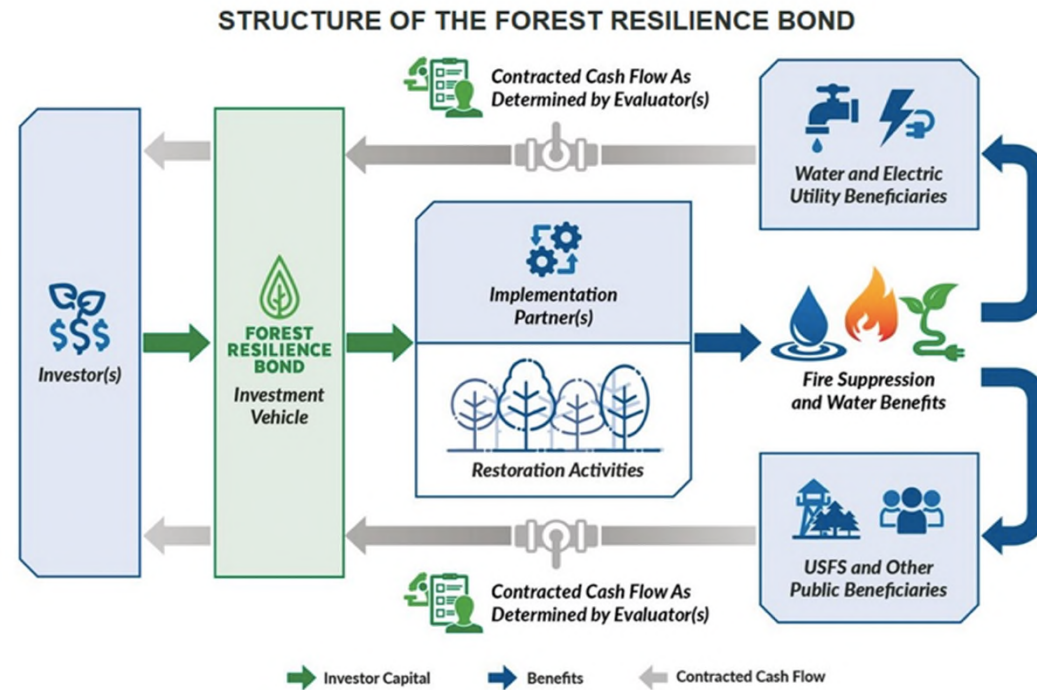 STRUCTURE OF THE FOREST RESILIENCE BOND
Contracted Cash Flow As
Determined by Evaluator(s)
Water and Electric
Utility Beneficiaries
$$$
Investor(s)
FOREST
RESILIENCE
BOND
Investment
Vehicle
Implementation
Partner(s)
Restoration Activities
Fire Suppression
and Water Benefits
USFS and Other
Public Beneficiaries
Contracted Cash Flow As
Determined by Evaluator(s)
Investor Capital
Benefits
Contracted Cash Flow